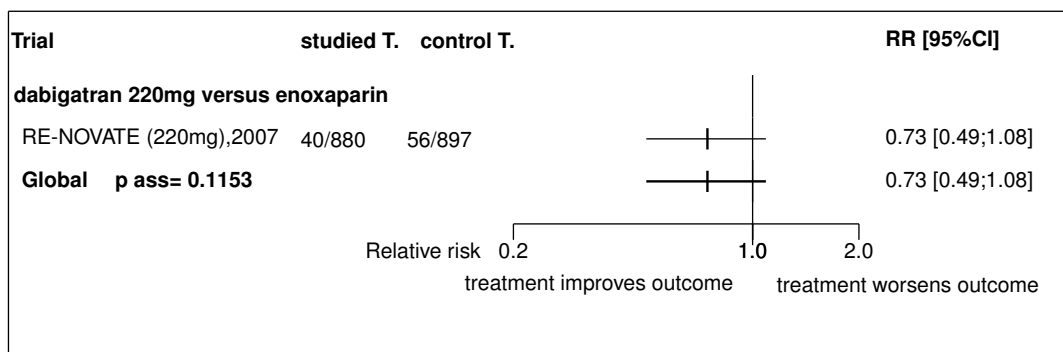 Trial studied T. control T. RR [95%CI]
dabigatran 220mg versus enoxaparin
RE-NOVATE (220mg),2007 40/880 56/897 0.73 [0.49;1.08]
Global p ass= 0.1153 0.73 [0.49;1.08]
Relative risk 0.2 1.0 2.0
treatment improves outcome treatment worsens outcome